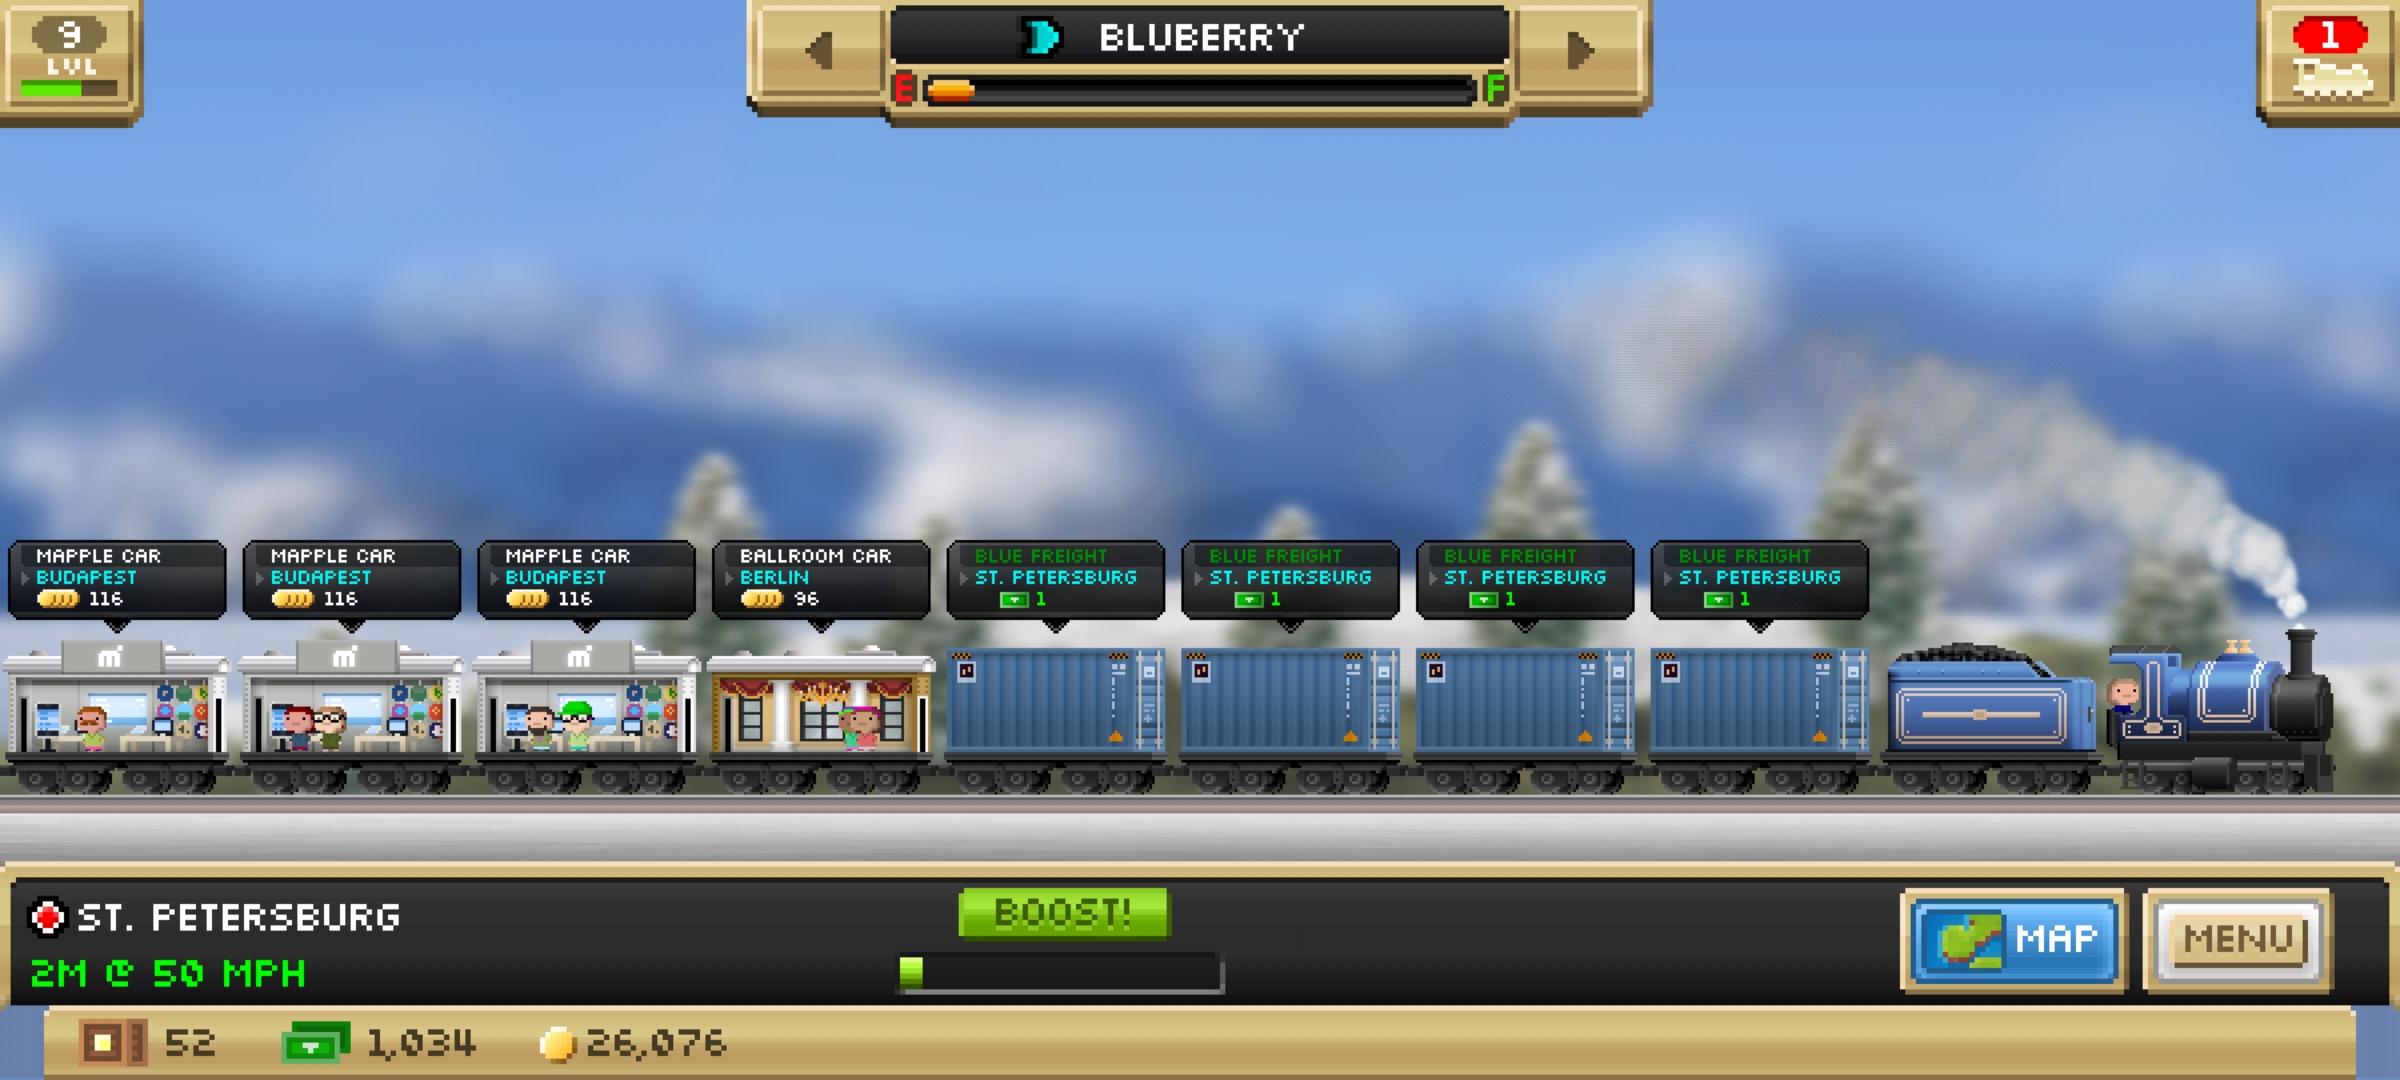 9
LVL
BLUBERRY
E F
1
MAPPLE CAR
BUDAPEST
116
MAPPLE CAR
BUDAPEST
116
MAPPLE CAR
BUDAPEST
116
BALLROOM CAR
BERLIN
96
BLUE FREIGHT
ST. PETERSBURG
1
BLUE FREIGHT
ST. PETERSBURG
1
BLUE FREIGHT
ST. PETERSBURG
1
BLUE FREIGHT
ST. PETERSBURG
1
m
m
m
ST. PETERSBURG
2M @ 50 MPH
BOOST!
MAP
MENU
52
1,034
26,076